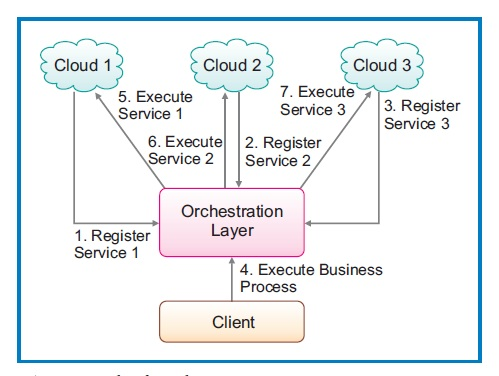 Cloud 1
Cloud 2
Cloud 3
5. Execute
Service 1
7. Execute
Service 3
3. Register
Service 3
6. Execute
Service 2
2. Register
Service 2
Orchestration
Layer
1. Register
Service 1
4. Execute Business
Process
Client